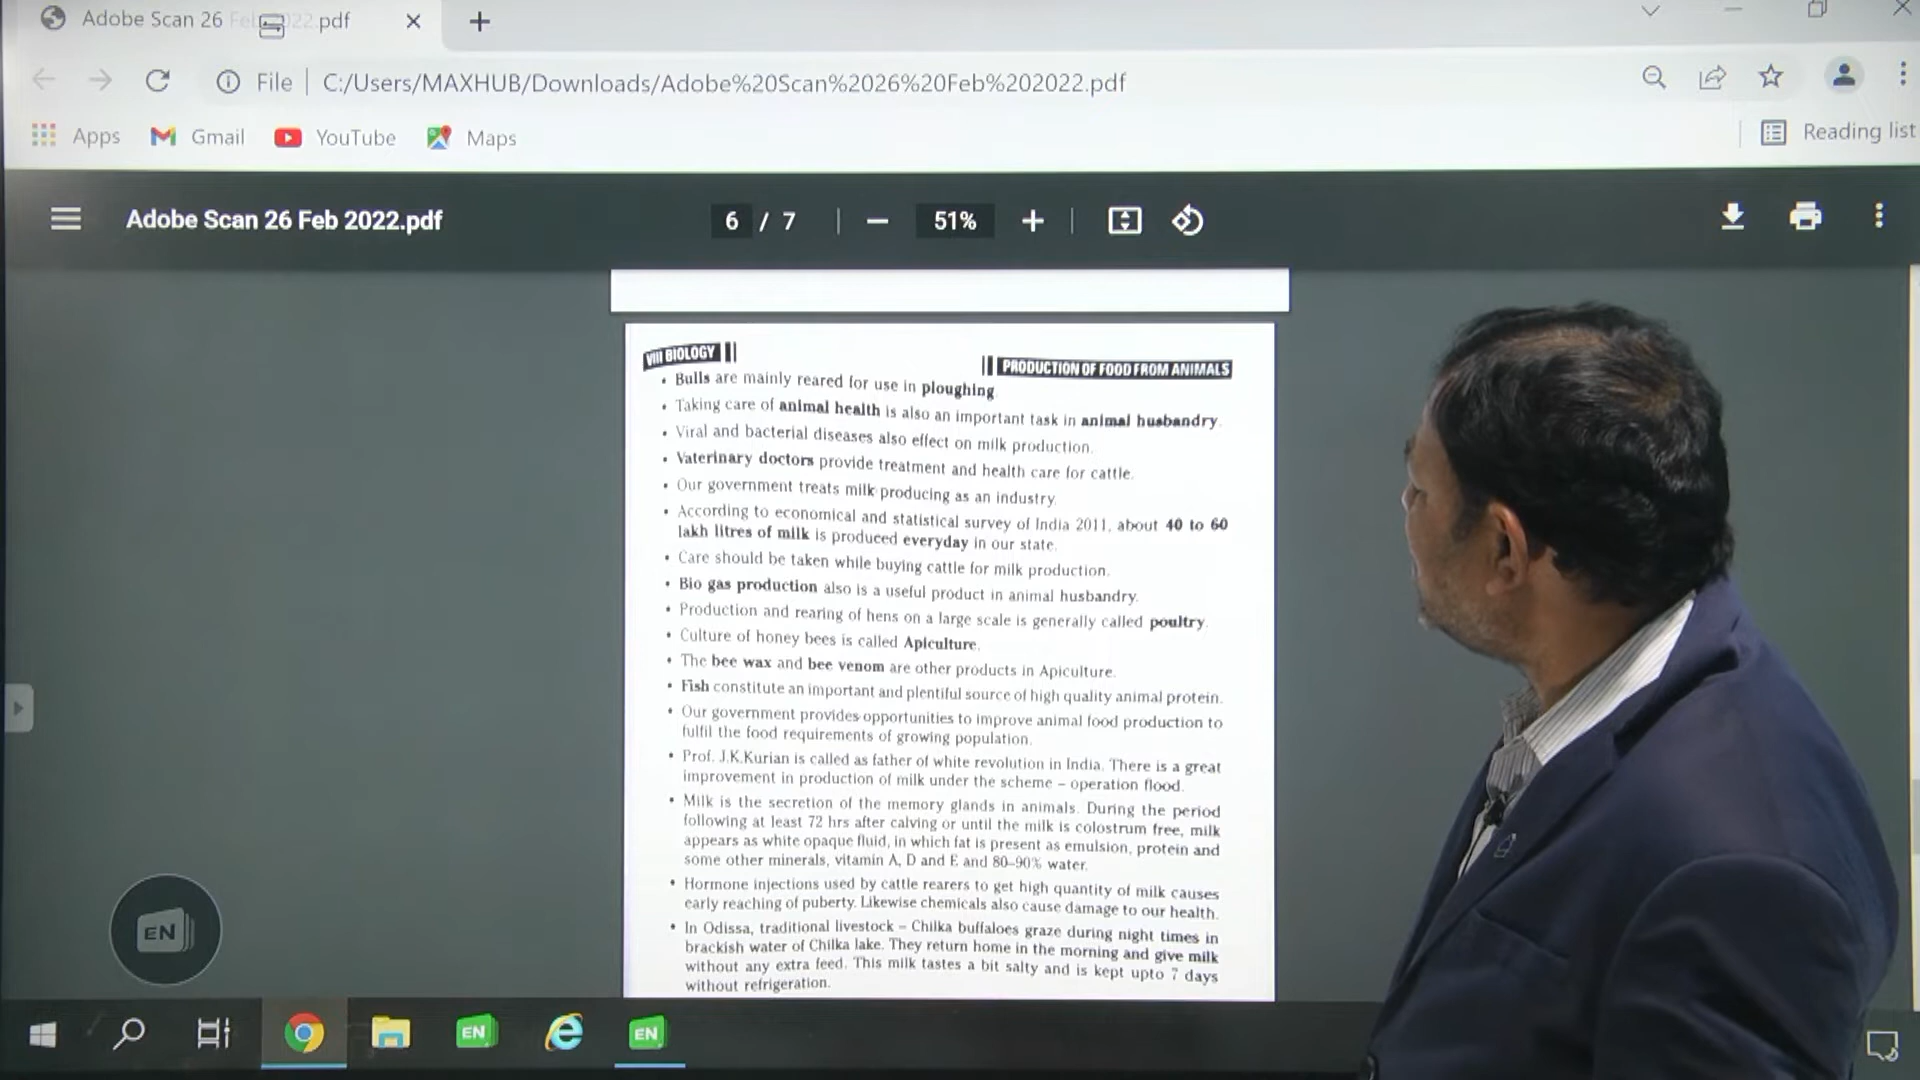 Adobe Scan 26 Feb 2022.pdf
File C:/Users/MAXHUB/Downloads/Adobe%20Scan%2026%20Feb%202022.pdf
Apps Gmail YouTube Maps Reading list
Adobe Scan 26 Feb 2022.pdf 6 / 7 51%
VIII BIOLOGY PRODUCTION OF FOOD FROM ANIMALS
• Bulls are mainly reared for use in ploughing.
• Taking care of animal health is also an important task in animal husbandry.
• Viral and bacterial diseases also effect on milk production.
• Vaterinary doctors provide treatment and health care for cattle.
• Our government treats milk producing as an industry.
• According to economical and statistical survey of India 2011, about 40 to 60
lakh litres of milk is produced everyday in our state.
• Care should be taken while buying cattle for milk production.
• Bio gas production also is a useful product in animal husbandry.
• Production and rearing of hens on a large scale is generally called poultry.
• Culture of honey bees is called Apiculture.
• The bee wax and bee venom are other products in Apiculture.
• Fish constitute an important and plentiful source of high quality animal protein.
• Our government provides opportunities to improve animal food production to
fulfil the food requirements of growing population.
• Prof. J.K.Kurian is called as father of white revolution in India. There is a great
improvement in production of milk under the scheme – operation flood.
• Milk is the secretion of the memory glands in animals. During the period
following at least 72 hrs after calving or until the milk is colostrum free, milk
appears as white opaque fluid, in which fat is present as emulsion, protein and
some other minerals, vitamin A, D and E and 80–90% water.
• Hormone injections used by cattle rearers to get high quantity of milk causes
early reaching of puberty. Likewise chemicals also cause damage to our health.
• In Odissa, traditional livestock – Chilka buffaloes graze during night times in
brackish water of Chilka lake. They return home in the morning and give milk
without any extra feed. This milk tastes a bit salty and is kept upto 7 days
without refrigeration.
EN
EN EN